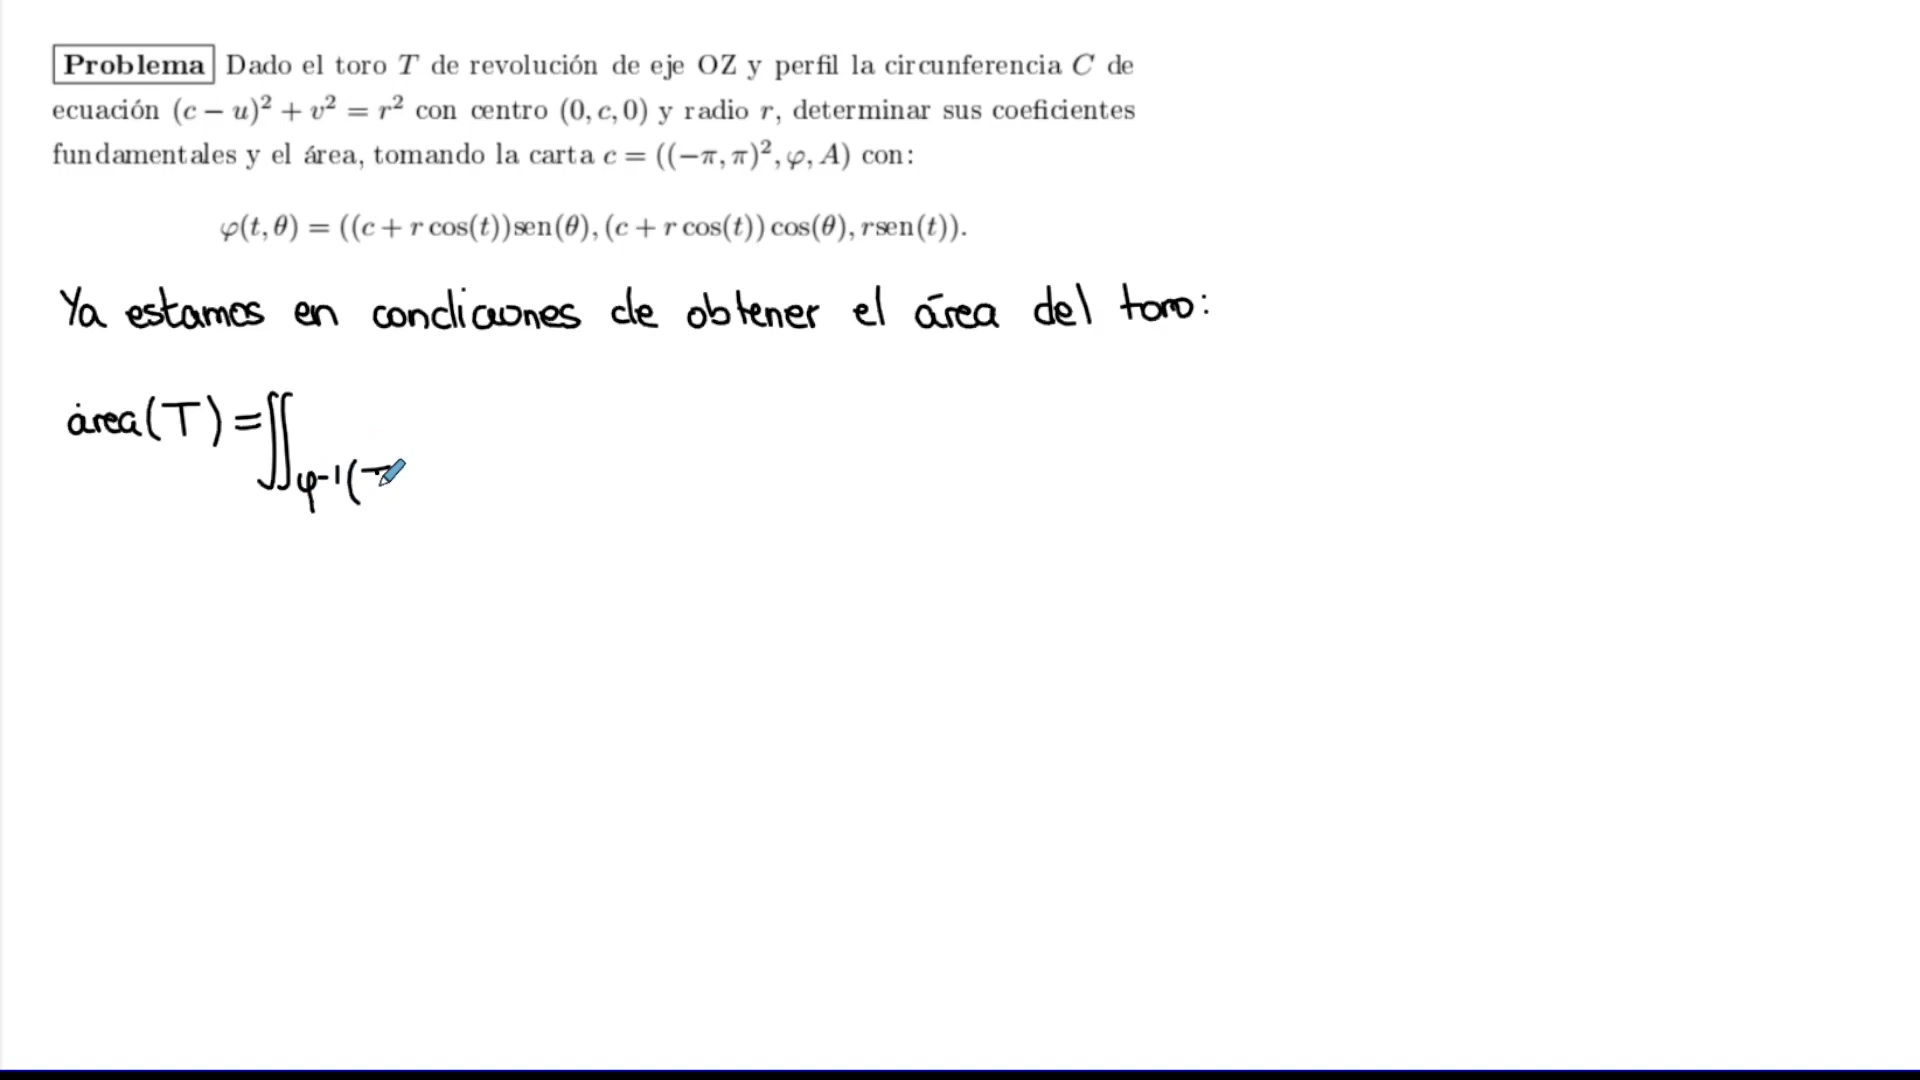 Problema Dado el toro T de revolución de eje OZ y perfil la circunferencia C de
ecuación (c − u)² + v² = r² con centro (0, c, 0) y radio r, determinar sus coeficientes
fundamentales y el área, tomando la carta c = ((−π, π)², φ, A) con:
φ(t, θ) = ((c + r cos(t))sen(θ), (c + r cos(t)) cos(θ), rsen(t)).
Ya estamos en condiciones de obtener el área del toro:
área(T) = ∬_φ⁻¹(T